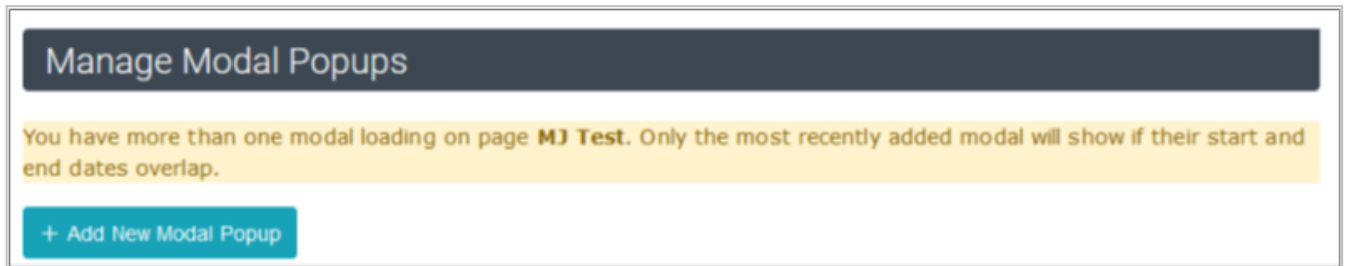 Manage Modal Popups
You have more than one modal loading on page MJ Test. Only the most recently added modal will show if their start and
end dates overlap.
+ Add New Modal Popup